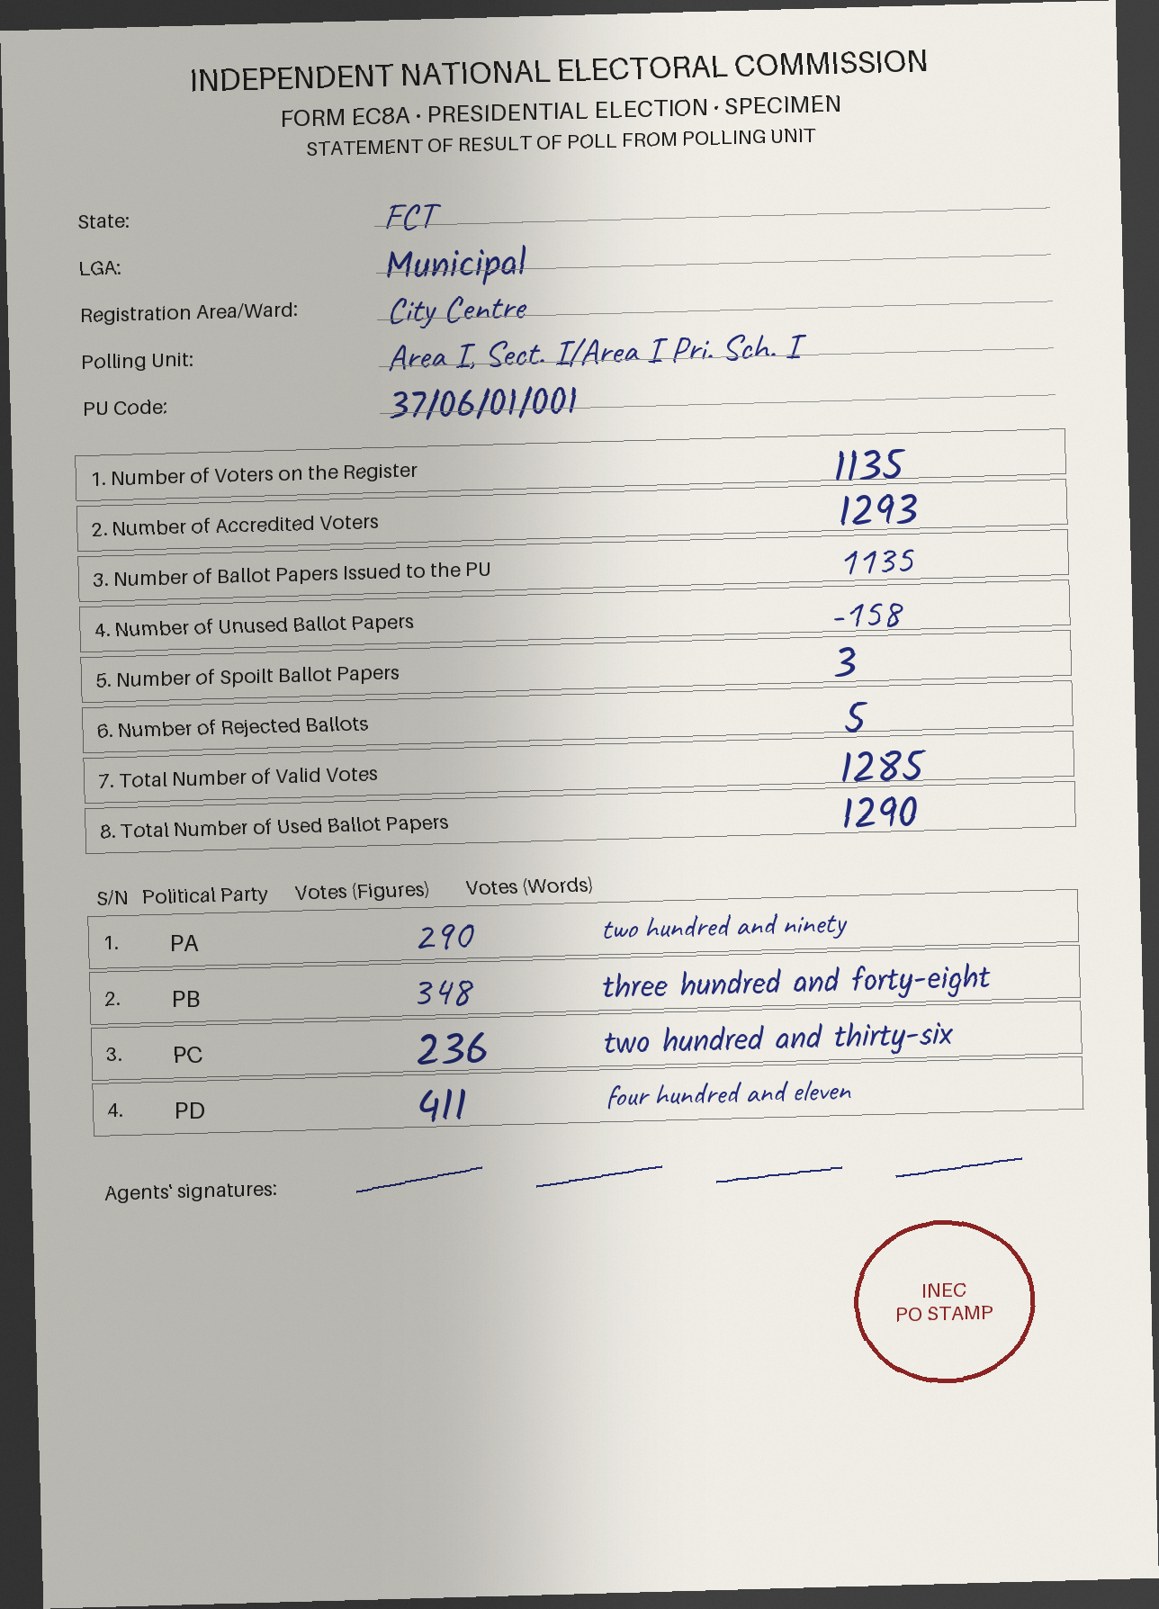 INDEPENDENT NATIONAL ELECTORAL COMMISSION
FORM EC8A · PRESIDENTIAL ELECTION · SPECIMEN
STATEMENT OF RESULT OF POLL FROM POLLING UNIT
State: FCT
LGA: Municipal
Registration Area/Ward: City Centre
Polling Unit: Area I, Sect. I/Area I Pri. Sch. I
PU Code: 37/06/01/001
1. Number of Voters on the Register 1135
2. Number of Accredited Voters 1293
3. Number of Ballot Papers Issued to the PU 1135
4. Number of Unused Ballot Papers -158
5. Number of Spoilt Ballot Papers 3
6. Number of Rejected Ballots 5
7. Total Number of Valid Votes 1285
8. Total Number of Used Ballot Papers 1290
S/N Political Party Votes (Figures) Votes (Words)
1. PA 290 two hundred and ninety
2. PB 348 three hundred and forty-eight
3. PC 236 two hundred and thirty-six
4. PD 411 four hundred and eleven
Agents' signatures:
INEC
PO STAMP